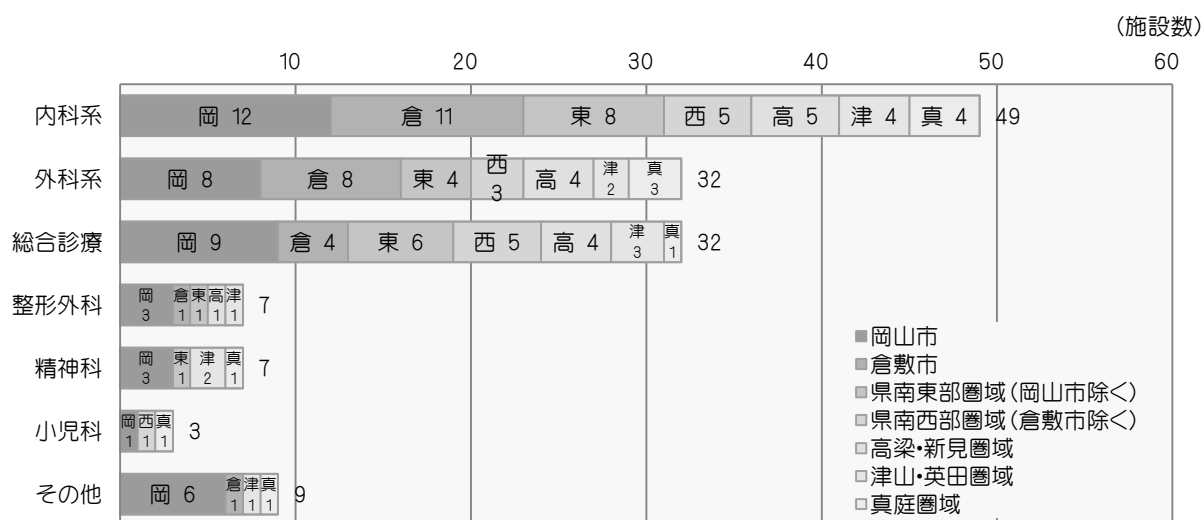 (施設数)
10 20 30 40 50 60
内科系 岡 12 倉 11 東 8 西 5 高 5 津 4 真 4 49
外科系 岡 8 倉 8 東 4 西 3 高 4 津 2 真 3 32
総合診療 岡 9 倉 4 東 6 西 5 高 4 津 3 真 1 32
整形外科 岡 3 倉 1 東 1 高 1 津 1 7
精神科 岡 3 東 1 津 2 真 1 7
小児科 岡 1 西 1 真 1 3
その他 岡 6 倉 1 津 1 真 1 9
岡山市
倉敷市
県南東部圏域(岡山市除く)
県南西部圏域(倉敷市除く)
高梁・新見圏域
津山・英田圏域
真庭圏域